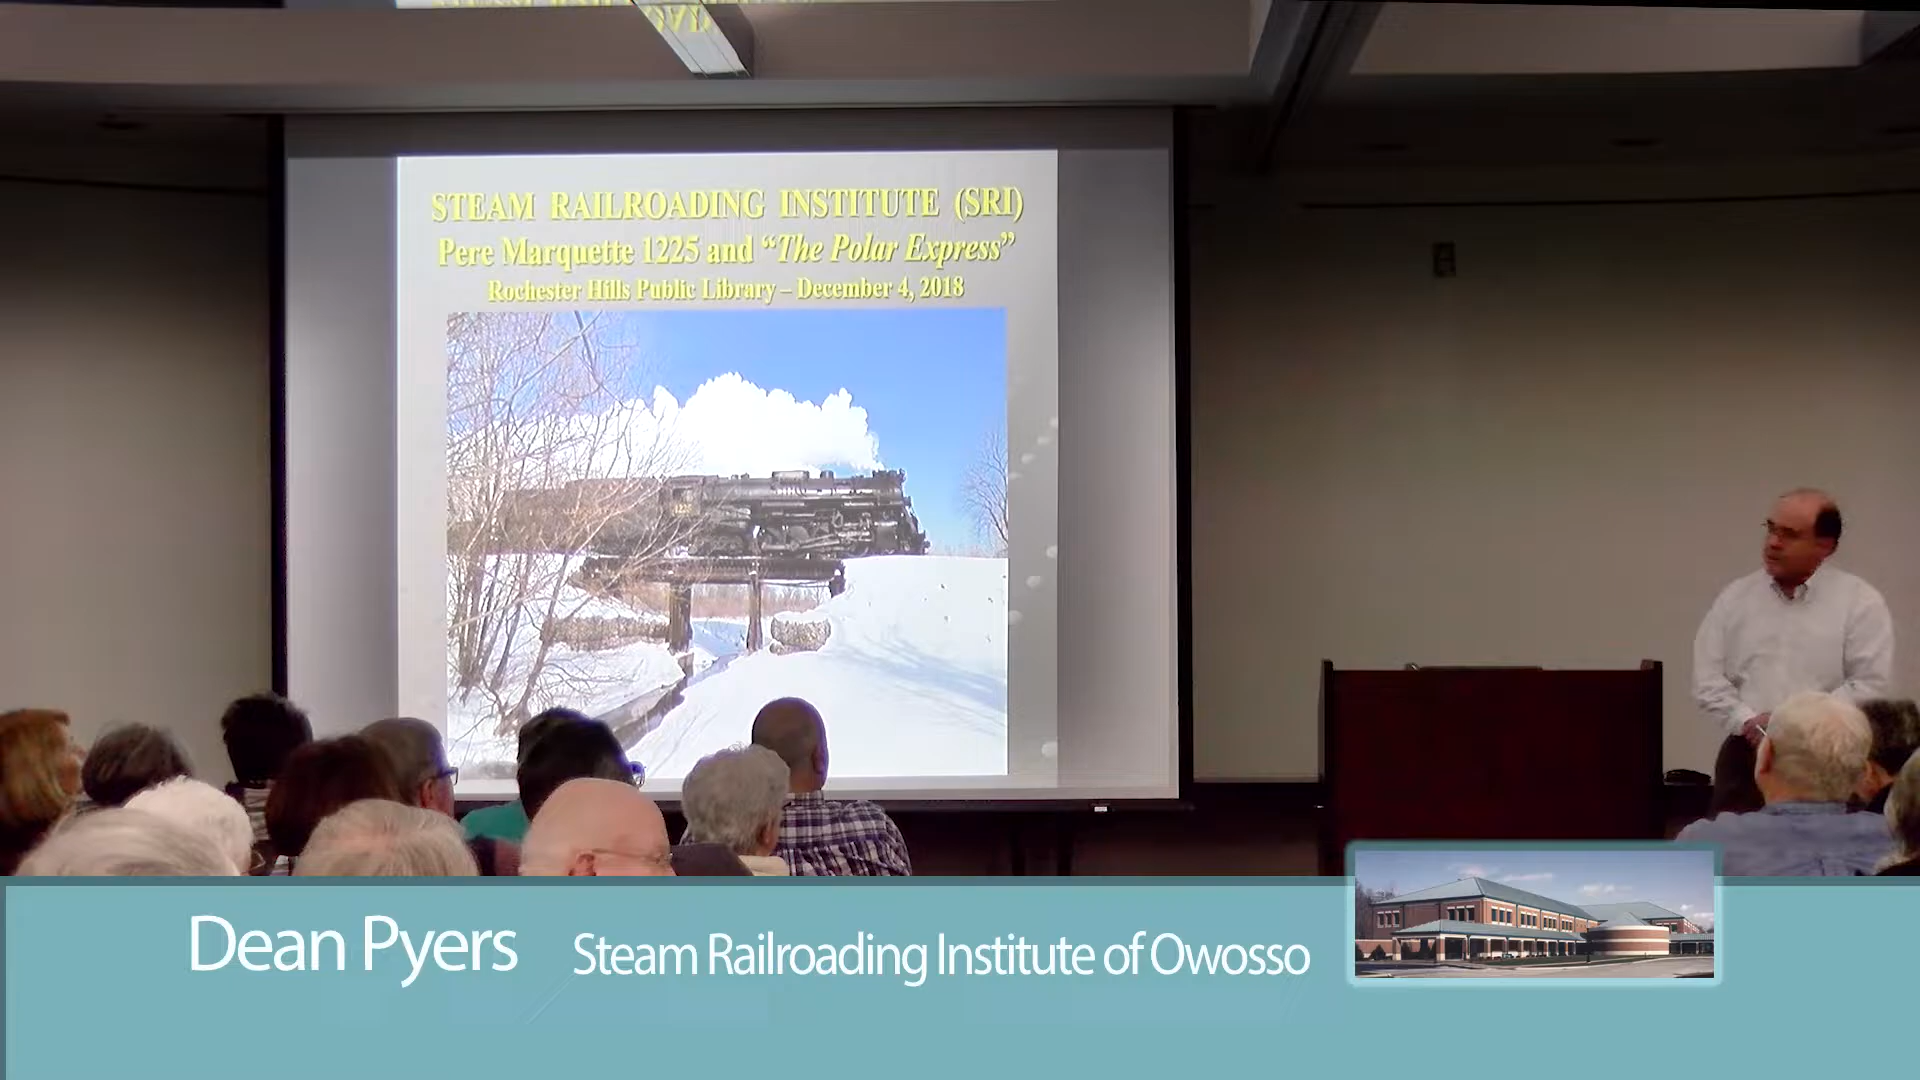 STEAM RAILROADING INSTITUTE (SRI)
Pere Marquette 1225 and “The Polar Express”
Rochester Hills Public Library – December 4, 2018
1225
Dean Pyers Steam Railroading Institute of Owosso